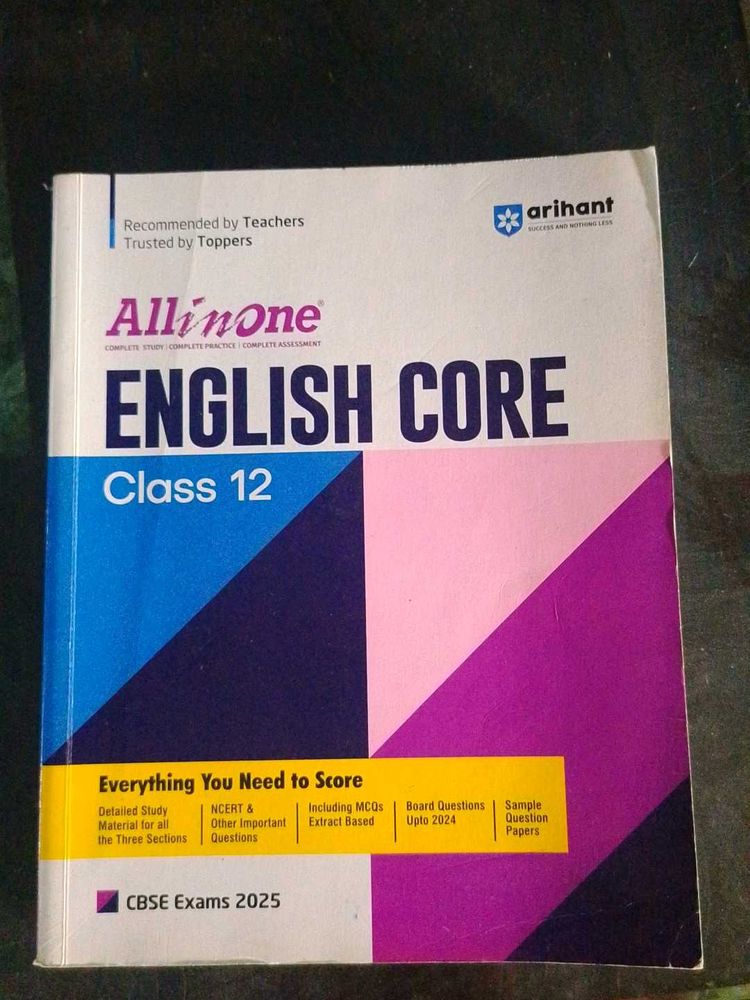 Recommended by Teachers
Trusted by Toppers
arihant
SUCCESS AND NOTHING LESS
All in One®
COMPLETE STUDY | COMPLETE PRACTICE | COMPLETE ASSESSMENT
ENGLISH CORE
Class 12
Everything You Need to Score
Detailed Study
Material for all
the Three Sections
NCERT &
Other Important
Questions
Including MCQs
Extract Based
Board Questions
Upto 2024
Sample
Question
Papers
CBSE Exams 2025